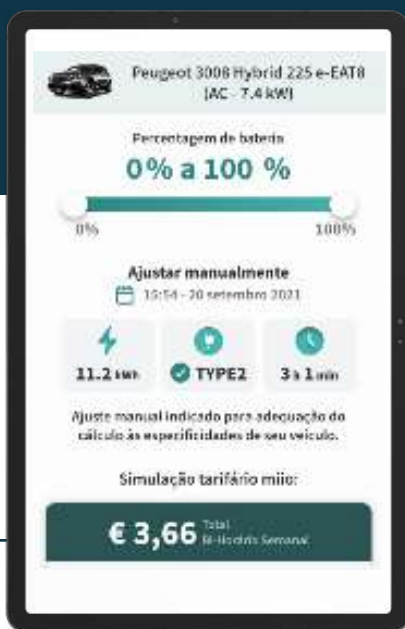 Peugeot 3008 Hybrid 225 e-EAT8
(AC - 7.4 kW)
Percentagem de bateria
0% a 100 %
0%
100%
Ajustar manualmente
15:54 - 20 setembro 2021
11.2 kWh
TYPE2
3 h 1 min
Ajuste manual indicado para adequação do
cálculo às especificidades de seu veículo.
Simulação tarifário miio:
€ 3,66 Total
Bi-Horário Semanal